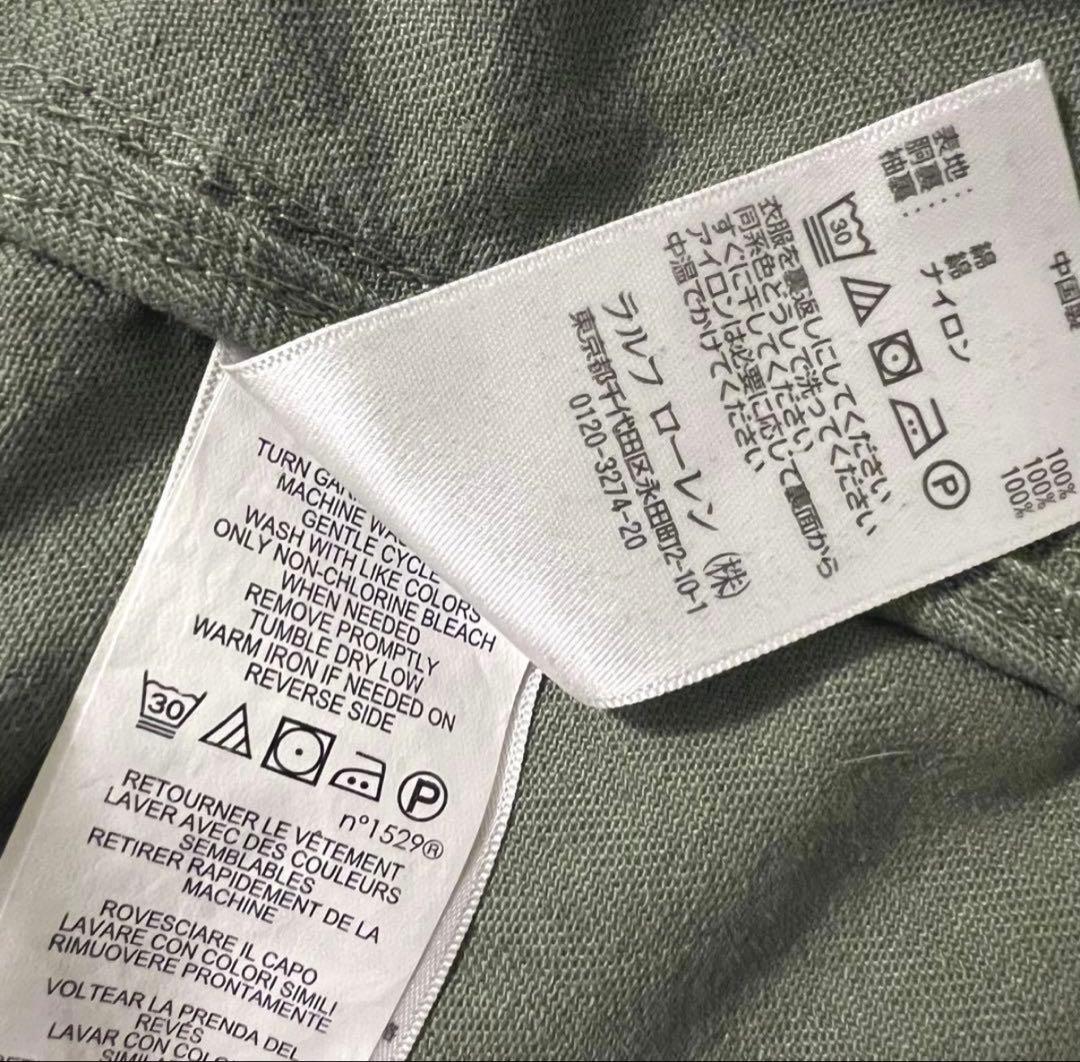 TURN
MACHINE
GENTLE CYCLE
WASH WITH LIKE COLORS
ONLY NON-CHLORINE BLEACH
WHEN NEEDED
REMOVE PROMPTLY
TUMBLE DRY LOW
WARM IRON IF NEEDED ON
REVERSE SIDE
30
P
n°1529®
RETOURNER LE VÊTEMENT
LAVER AVEC DES COULEURS
SEMBLABLES
RETIRER RAPIDEMENT DE LA
MACHINE
ROVESCIARE IL CAPO
LAVARE CON COLORI SIMILI
RIMUOVERE PRONTAMENTE
VOLTEAR LA PRENDA DEL
REVÉS
LAVAR CON
表地: 綿 100%
胴裏: 綿 100%
袖裏: ナイロン 100%
30
P
衣服を裏返しにしてください
同系色どうしで洗ってください
すぐに干してください
アイロンは必要に応じて裏面から
中温でかけてください
ラルフ ローレン (株)
東京都千代田区永田町2-10-1
0120-3274-20